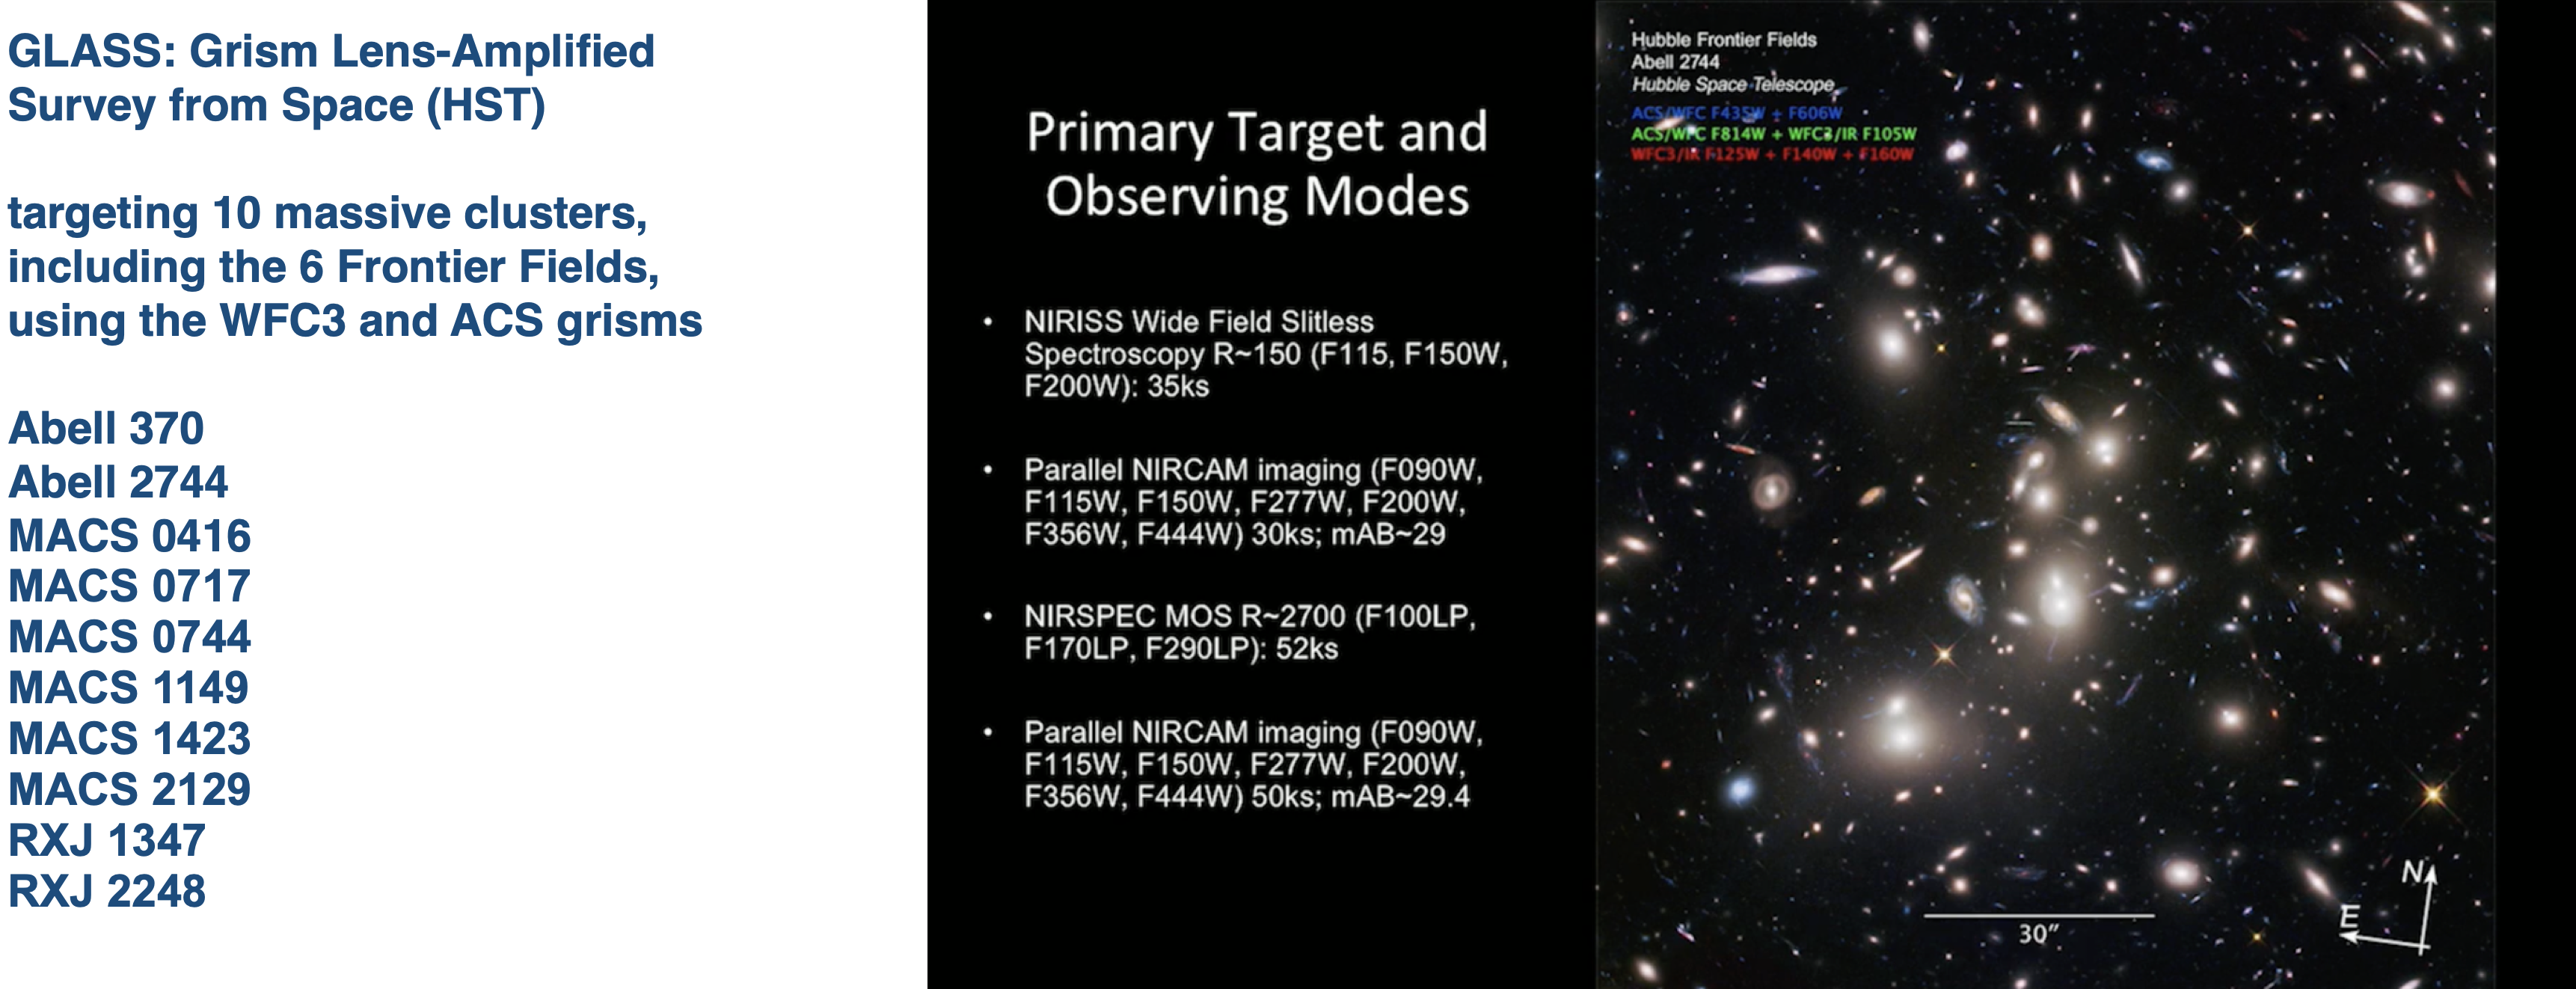 GLASS: Grism Lens-Amplified
Survey from Space (HST)
targeting 10 massive clusters,
including the 6 Frontier Fields,
using the WFC3 and ACS grisms
Abell 370
Abell 2744
MACS 0416
MACS 0717
MACS 0744
MACS 1149
MACS 1423
MACS 2129
RXJ 1347
RXJ 2248
Primary Target and
Observing Modes
• NIRISS Wide Field Slitless
Spectroscopy R~150 (F115, F150W,
F200W): 35ks
• Parallel NIRCAM imaging (F090W,
F115W, F150W, F277W, F200W,
F356W, F444W) 30ks; mAB~29
• NIRSPEC MOS R~2700 (F100LP,
F170LP, F290LP): 52ks
• Parallel NIRCAM imaging (F090W,
F115W, F150W, F277W, F200W,
F356W, F444W) 50ks; mAB~29.4
Hubble Frontier Fields
Abell 2744
Hubble Space Telescope
ACS/WFC F435W + F606W
ACS/WFC F814W + WFC3/IR F105W
WFC3/IR F125W + F140W + F160W
N
E
30"